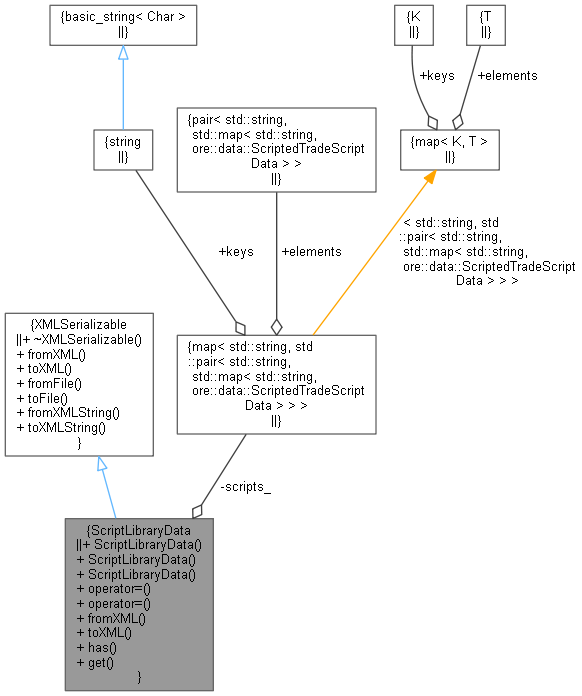 {basic_string< Char >
||}
{K
||}
{T
||}
+keys
+elements
{string
||}
{pair< std::string,
std::map< std::string,
ore::data::ScriptedTradeScript
Data > >
||}
{map< K, T >
||}
+keys
+elements
< std::string, std
::pair< std::string,
std::map< std::string,
ore::data::ScriptedTradeScript
Data > > >
{XMLSerializable
||+ ~XMLSerializable()
+ fromXML()
+ toXML()
+ fromFile()
+ toFile()
+ fromXMLString()
+ toXMLString()
}
{map< std::string, std
::pair< std::string,
std::map< std::string,
ore::data::ScriptedTradeScript
Data > > >
||}
-scripts_
{ScriptLibraryData
||+ ScriptLibraryData()
+ ScriptLibraryData()
+ ScriptLibraryData()
+ operator=()
+ operator=()
+ fromXML()
+ toXML()
+ has()
+ get()
}